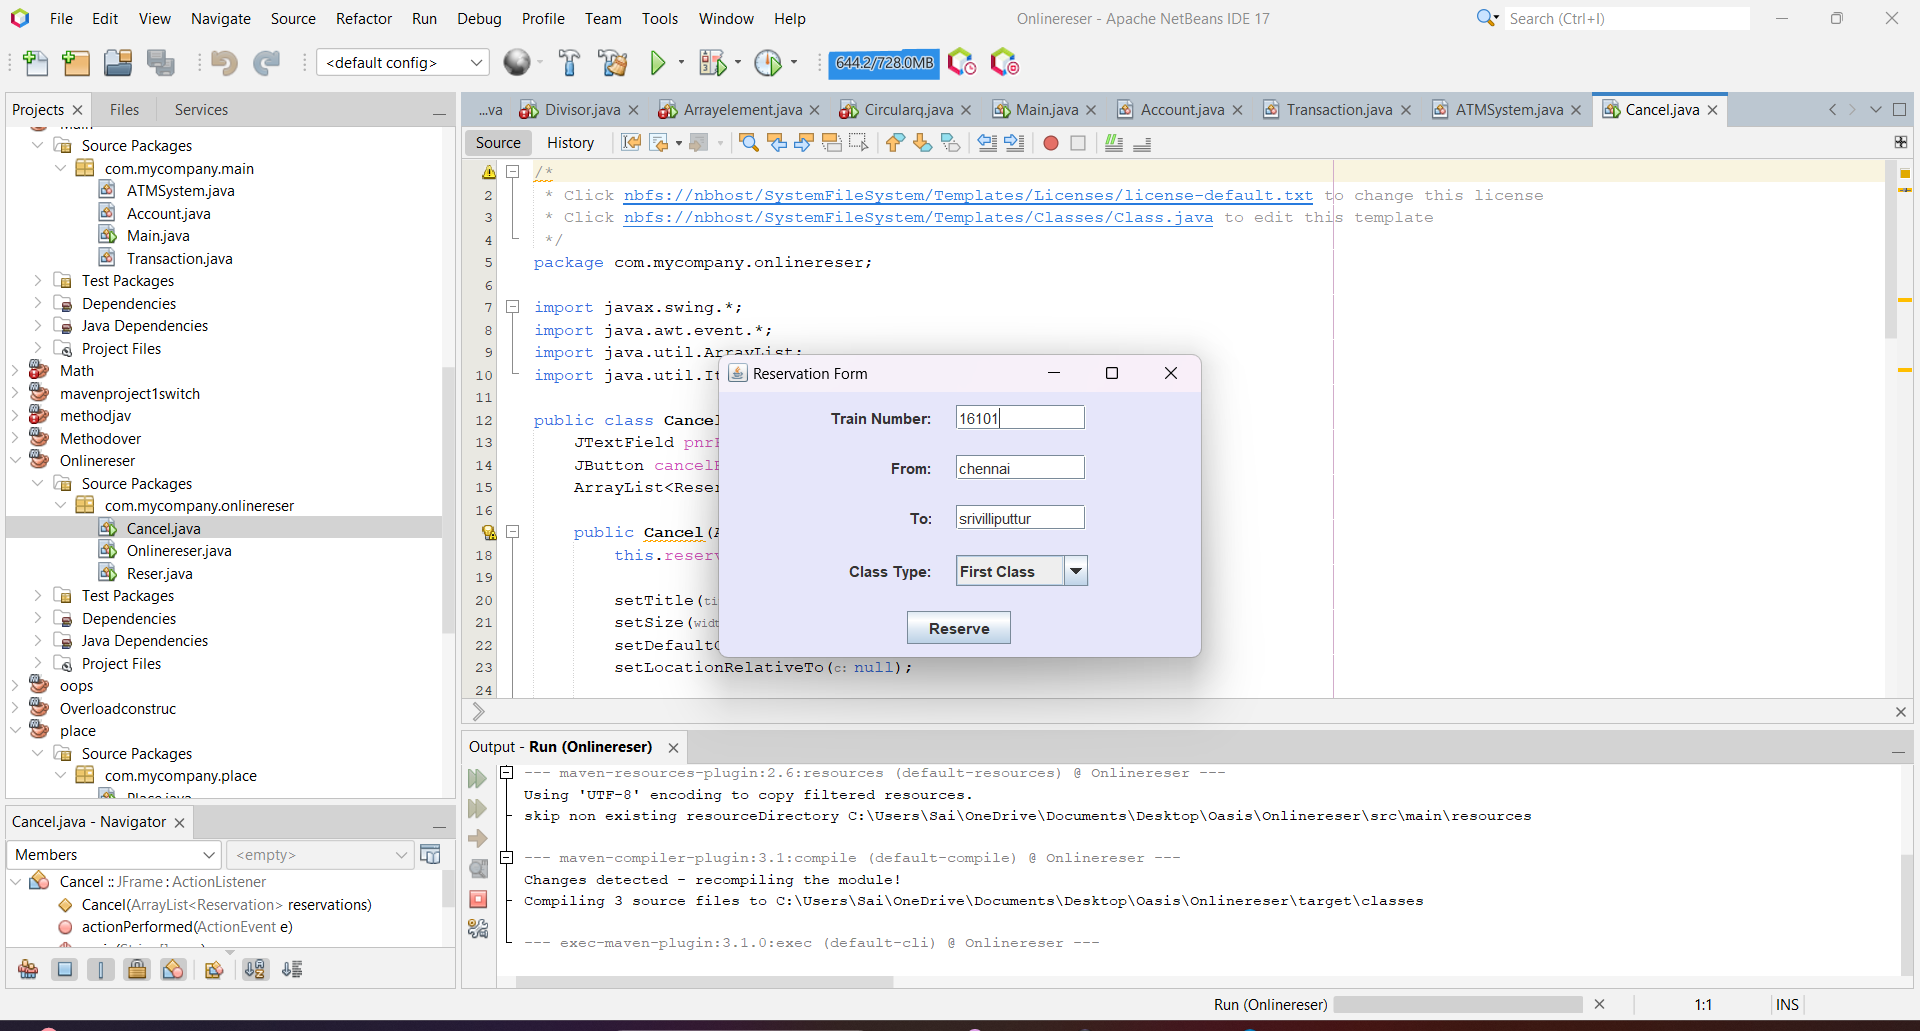 File Edit View Navigate Source Refactor Run Debug Profile Team Tools Window Help
Onlinereser - Apache NetBeans IDE 17
Search (Ctrl+I)
<default config>
644.2/728.0MB
Projects
Files
Services
Source Packages
com.mycompany.main
ATMSystem.java
Account.java
Main.java
Transaction.java
Test Packages
Dependencies
Java Dependencies
Project Files
Math
mavenproject1switch
methodjav
Methodover
Onlinereser
Source Packages
com.mycompany.onlinereser
Cancel.java
Onlinereser.java
Reser.java
Test Packages
Dependencies
Java Dependencies
Project Files
oops
Overloadconstruc
place
Source Packages
com.mycompany.place
Cancel.java - Navigator
Members
<empty>
Cancel :: JFrame : ActionListener
Cancel(ArrayList<Reservation> reservations)
actionPerformed(ActionEvent e)
...va Divisor.java Arrayelement.java Circularq.java Main.java Account.java Transaction.java ATMSystem.java Cancel.java
Source History
/*
2 * Click nbfs://nbhost/SystemFileSystem/Templates/Licenses/license-default.txt to change this license
3 * Click nbfs://nbhost/SystemFileSystem/Templates/Classes/Class.java to edit this template
4 */
5 package com.mycompany.onlinereser;
6
7 import javax.swing.*;
8 import java.awt.event.*;
9 import java.util.ArrayList;
10 import java.util.It
11
12 public class Cancel
13 JTextField pnr
14 JButton cancel
15 ArrayList<Reser
16
public Cancel(
18 this.reserv
19
20 setTitle(
21 setSize(
22 setDefault
23 setLocationRelativeTo(c: null);
24
Reservation Form
Train Number: 16101
From: chennai
To: srivilliputtur
Class Type: First Class
Reserve
Output - Run (Onlinereser)
--- maven-resources-plugin:2.6:resources (default-resources) @ Onlinereser ---
Using 'UTF-8' encoding to copy filtered resources.
skip non existing resourceDirectory C:\Users\Sai\OneDrive\Documents\Desktop\Oasis\Onlinereser\src\main\resources
--- maven-compiler-plugin:3.1:compile (default-compile) @ Onlinereser ---
Changes detected - recompiling the module!
Compiling 3 source files to C:\Users\Sai\OneDrive\Documents\Desktop\Oasis\Onlinereser\target\classes
--- exec-maven-plugin:3.1.0:exec (default-cli) @ Onlinereser ---
Run (Onlinereser)
1:1
INS